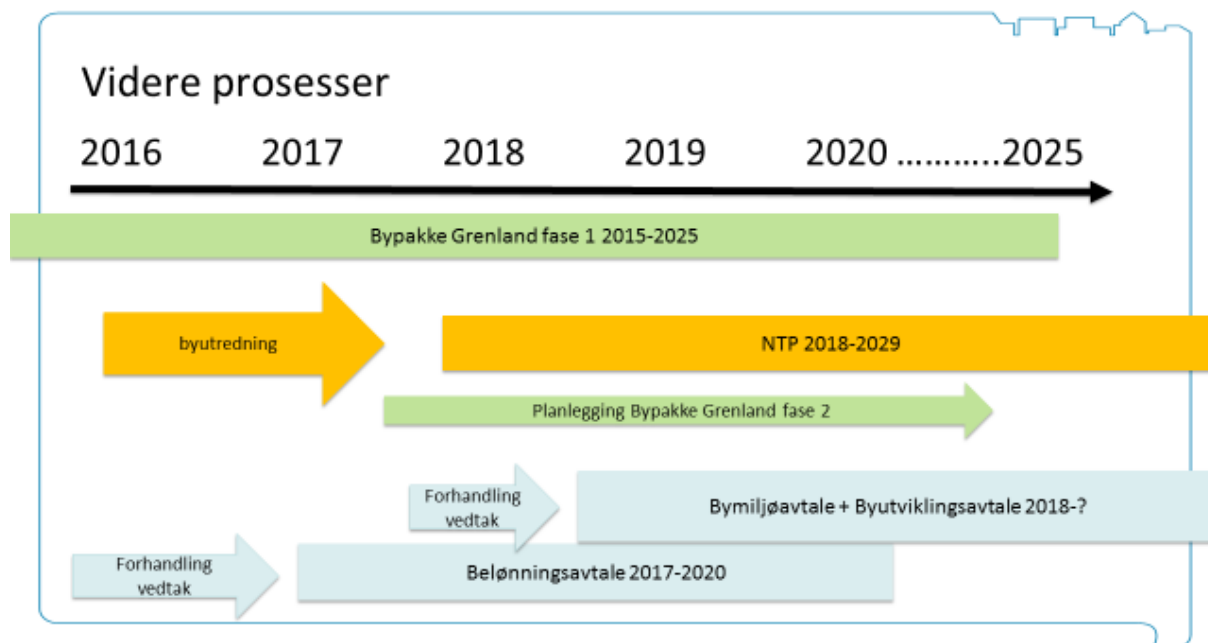 Videre prosesser
2016 2017 2018 2019 2020 ………..2025
Bypakke Grenland fase 1 2015-2025
byutredning
NTP 2018-2029
Planlegging Bypakke Grenland fase 2
Forhandling
vedtak
Bymiljøavtale + Byutviklingsavtale 2018-?
Forhandling
vedtak
Belønningsavtale 2017-2020